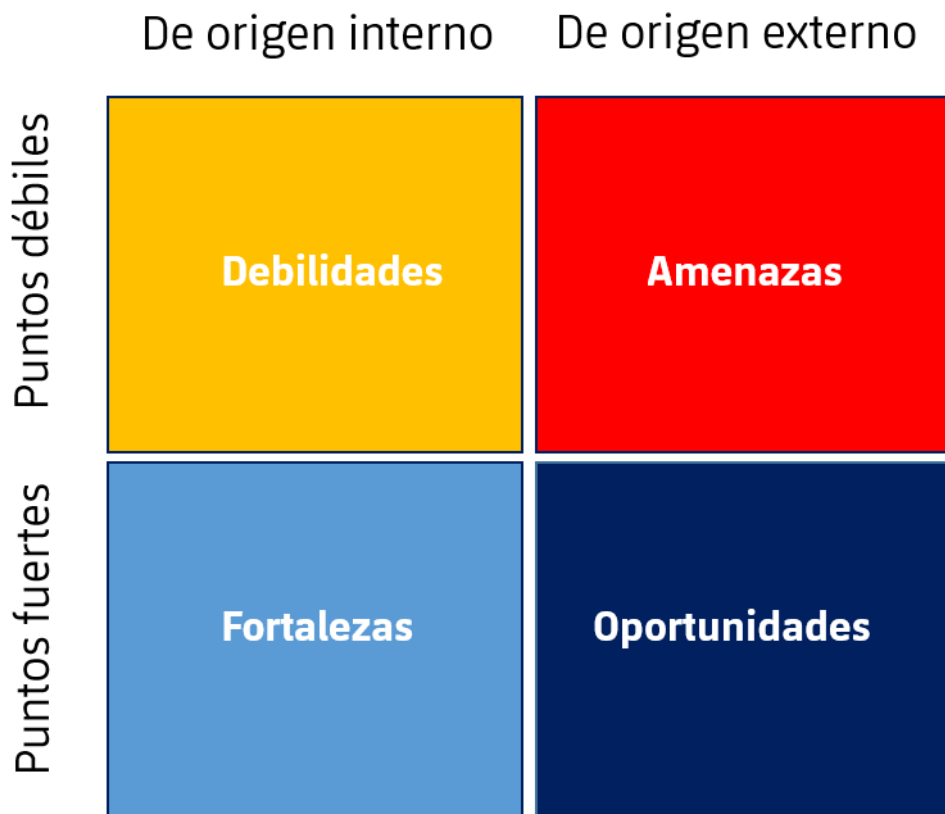 De origen interno
De origen externo
Puntos débiles
Debilidades
Amenazas
Puntos fuertes
Fortalezas
Oportunidades